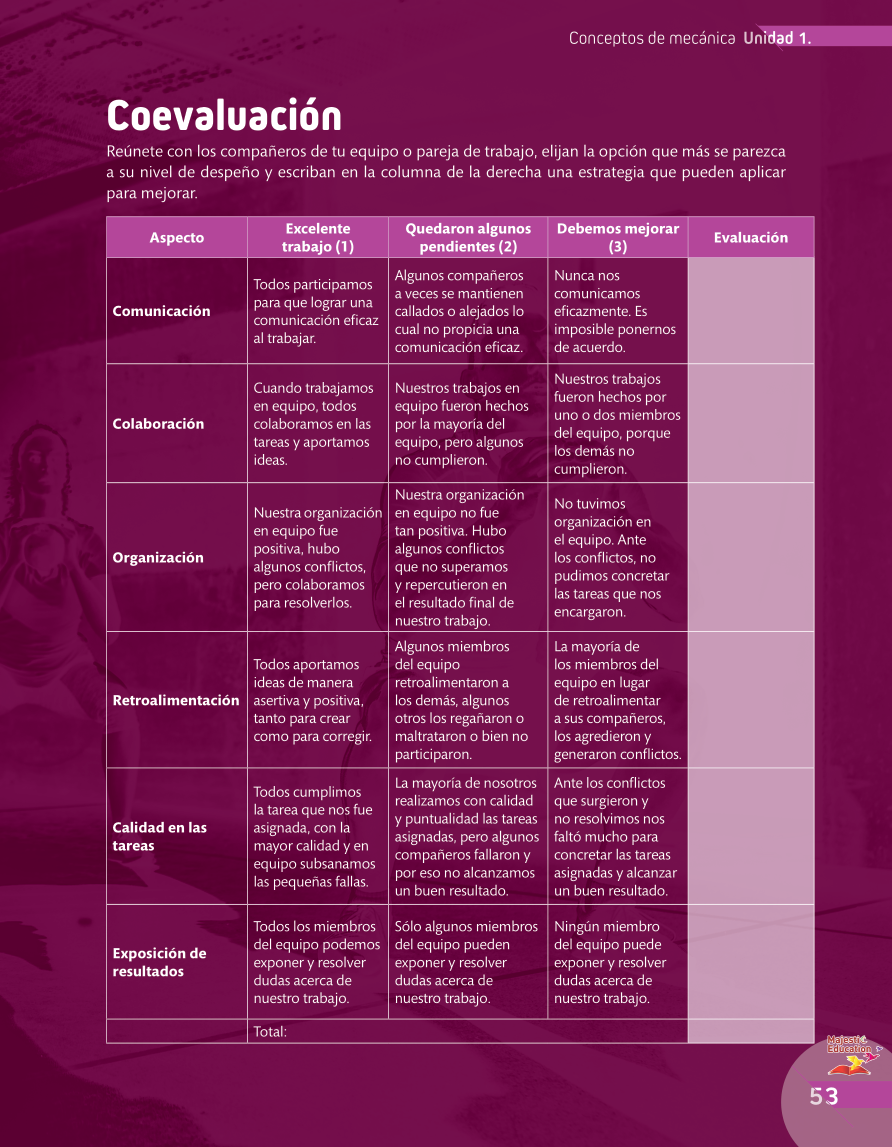 Conceptos de mecánica Unidad 1.
Coevaluación
Reúnete con los compañeros de tu equipo o pareja de trabajo, elijan la opción que más se parezca
a su nivel de despeño y escriban en la columna de la derecha una estrategia que pueden aplicar
para mejorar.
Aspecto
Excelente
trabajo (1)
Quedaron algunos
pendientes (2)
Debemos mejorar
(3)
Evaluación
Comunicación
Todos participamos
para que lograr una
comunicación eficaz
al trabajar.
Algunos compañeros
a veces se mantienen
callados o alejados lo
cual no propicia una
comunicación eficaz.
Nunca nos
comunicamos
eficazmente. Es
imposible ponernos
de acuerdo.
Colaboración
Cuando trabajamos
en equipo, todos
colaboramos en las
tareas y aportamos
ideas.
Nuestros trabajos en
equipo fueron hechos
por la mayoría del
equipo, pero algunos
no cumplieron.
Nuestros trabajos
fueron hechos por
uno o dos miembros
del equipo, porque
los demás no
cumplieron.
Organización
Nuestra organización
en equipo fue
positiva, hubo
algunos conflictos,
pero colaboramos
para resolverlos.
Nuestra organización
en equipo no fue
tan positiva. Hubo
algunos conflictos
que no superamos
y repercutieron en
el resultado final de
nuestro trabajo.
No tuvimos
organización en
el equipo. Ante
los conflictos, no
pudimos concretar
las tareas que nos
encargaron.
Retroalimentación
Todos aportamos
ideas de manera
asertiva y positiva,
tanto para crear
como para corregir.
Algunos miembros
del equipo
retroalimentaron a
los demás, algunos
otros los regañaron o
maltrataron o bien no
participaron.
La mayoría de
los miembros del
equipo en lugar
de retroalimentar
a sus compañeros,
los agredieron y
generaron conflictos.
Calidad en las
tareas
Todos cumplimos
la tarea que nos fue
asignada, con la
mayor calidad y en
equipo subsanamos
las pequeñas fallas.
La mayoría de nosotros
realizamos con calidad
y puntualidad las tareas
asignadas, pero algunos
compañeros fallaron y
por eso no alcanzamos
un buen resultado.
Ante los conflictos
que surgieron y
no resolvimos nos
faltó mucho para
concretar las tareas
asignadas y alcanzar
un buen resultado.
Exposición de
resultados
Todos los miembros
del equipo podemos
exponer y resolver
dudas acerca de
nuestro trabajo.
Sólo algunos miembros
del equipo pueden
exponer y resolver
dudas acerca de
nuestro trabajo.
Ningún miembro
del equipo puede
exponer y resolver
dudas acerca de
nuestro trabajo.
Total:
Majestic
Education
53